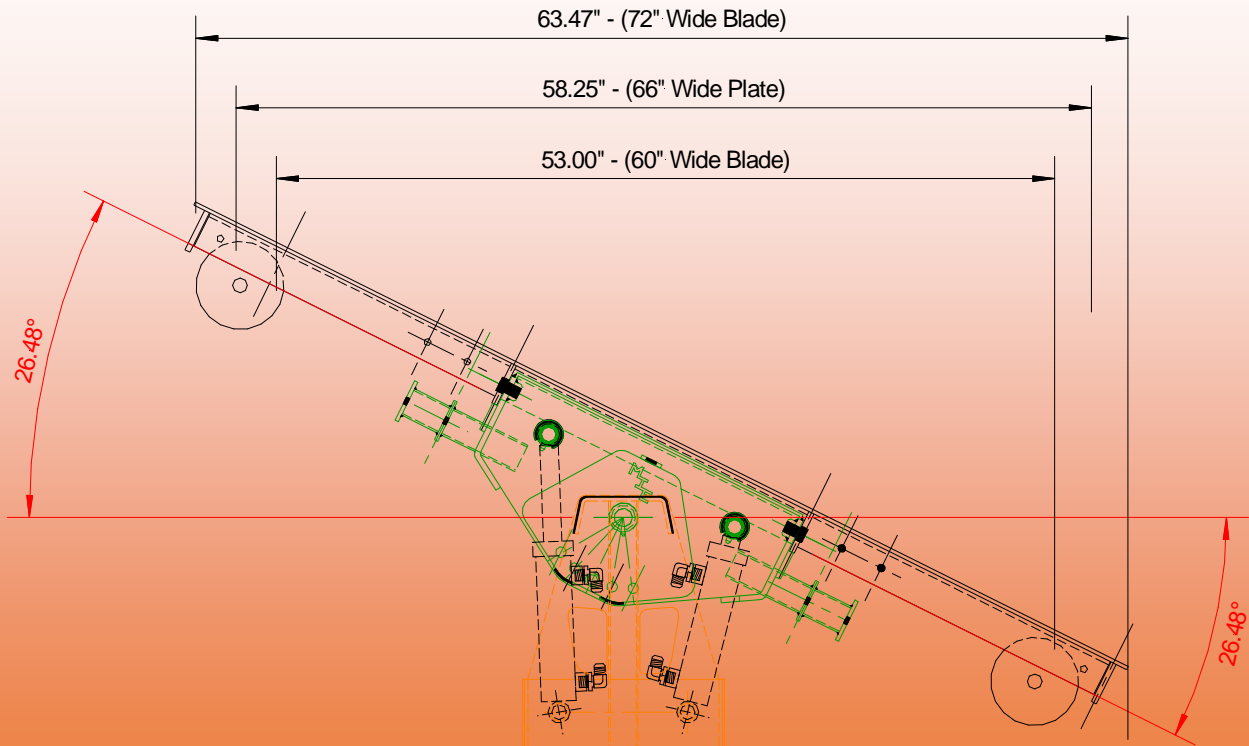 63.47" - (72" Wide Blade)
58.25" - (66" Wide Plate)
53.00" - (60" Wide Blade)
26.48°
26.48°